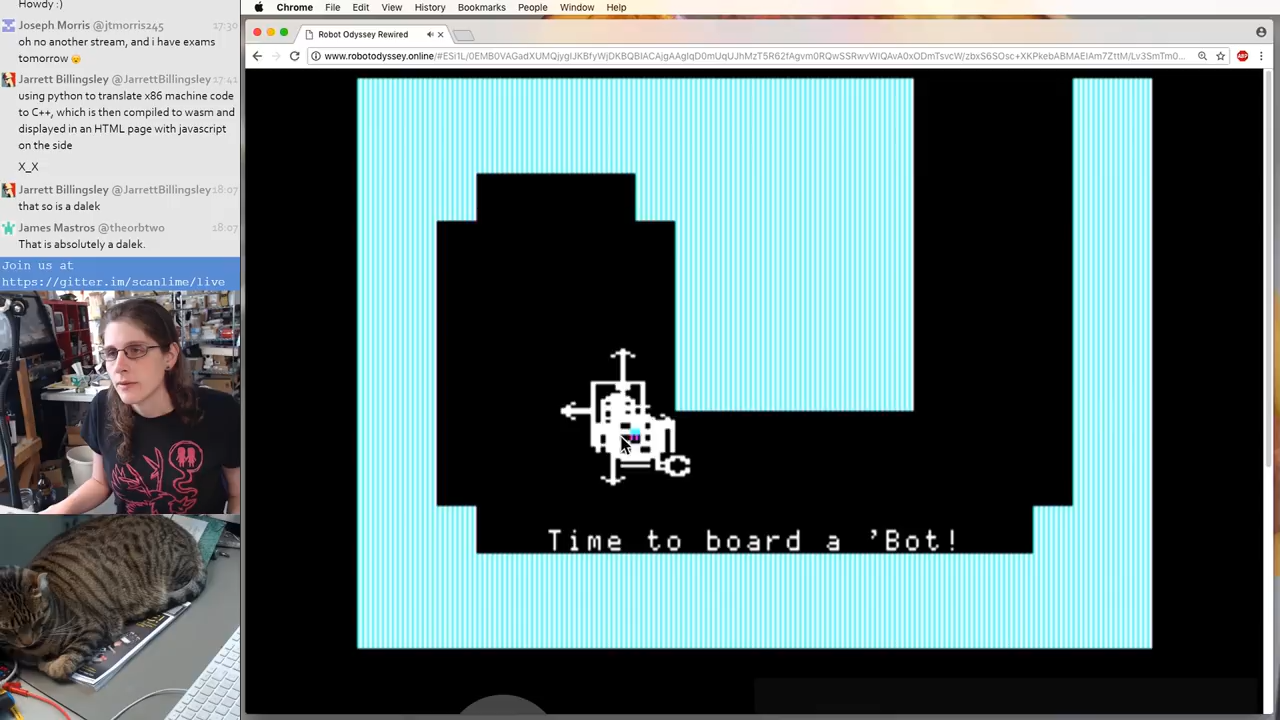 Howdy :)
Joseph Morris @jtmorris245 17:30
oh no another stream, and i have exams
tomorrow
Jarrett Billingsley @JarrettBillingsley 17:41
using python to translate x86 machine code
to C++, which is then compiled to wasm and
displayed in an HTML page with javascript
on the side
X_X
Jarrett Billingsley @JarrettBillingsley 18:07
that so is a dalek
James Mastros @theorbtwo 18:07
That is absolutely a dalek.
Join us at
https://gitter.im/scanlime/live
Chrome File Edit View History Bookmarks People Window Help
Robot Odyssey Rewired
www.robotodyssey.online/
Time to board a 'Bot!